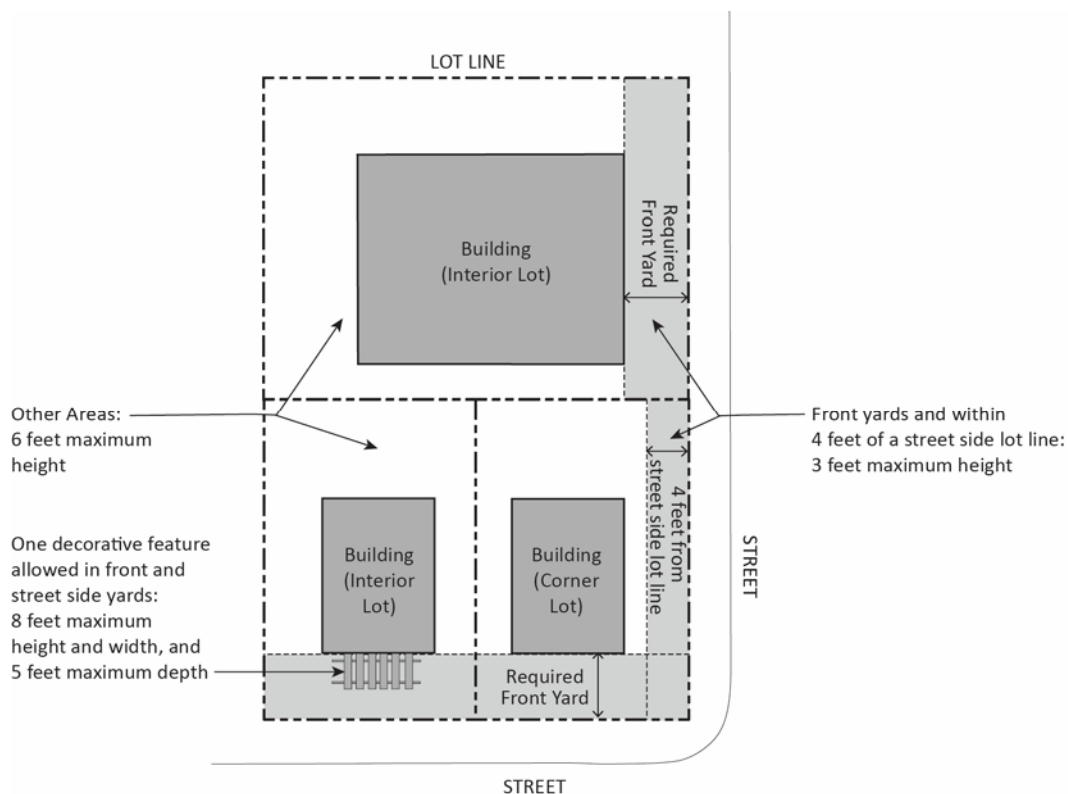 LOT LINE
Required
Front Yard
Building
(Interior Lot)
Other Areas:
6 feet maximum
height
Front yards and within
4 feet of a street side lot line:
3 feet maximum height
4 feet from
street side lot line
One decorative feature
allowed in front and
street side yards:
8 feet maximum
height and width, and
5 feet maximum depth
Building
(Interior
Lot)
Building
(Corner
Lot)
STREET
Required
Front Yard
STREET